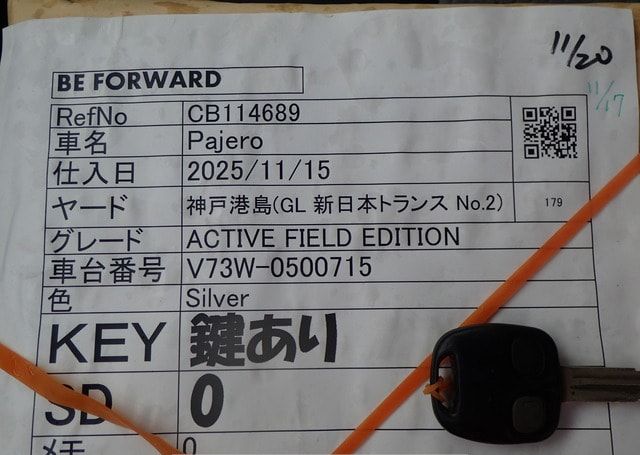 11/20
11/17
BE FORWARD
RefNo CB114689
車名 Pajero
仕入日 2025/11/15
ヤード 神戸港島(GL 新日本トランス No.2) 179
グレード ACTIVE FIELD EDITION
車台番号 V73W-0500715
色 Silver
KEY 鍵あり
SD 0
メモ 0